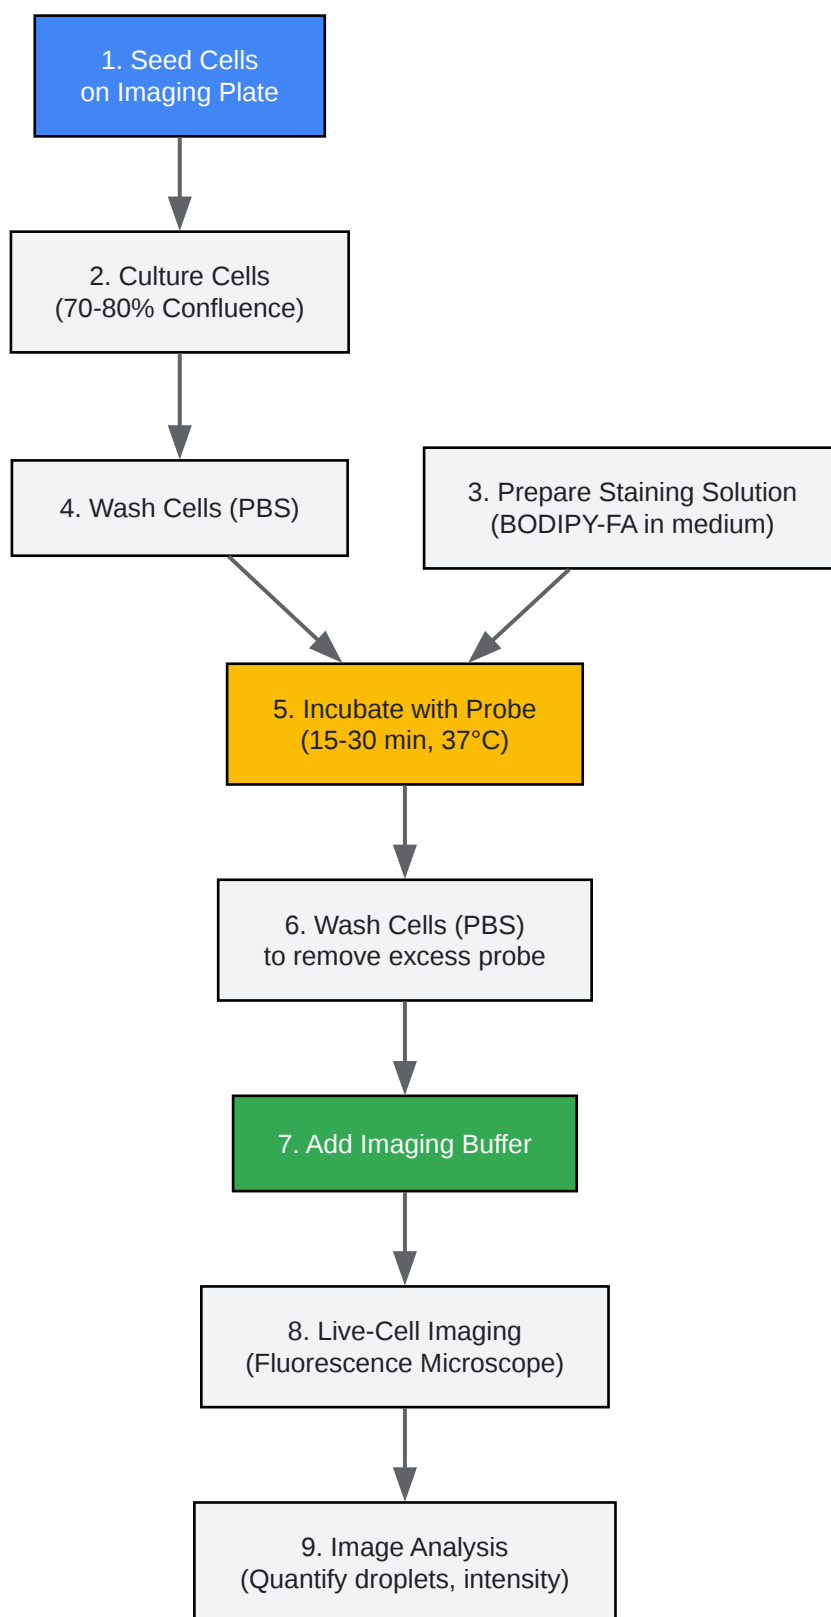 1. Seed Cells
on Imaging Plate
2. Culture Cells
(70-80% Confluence)
4. Wash Cells (PBS)
3. Prepare Staining Solution
(BODIPY-FA in medium)
5. Incubate with Probe
(15-30 min, 37°C)
6. Wash Cells (PBS)
to remove excess probe
7. Add Imaging Buffer
8. Live-Cell Imaging
(Fluorescence Microscope)
9. Image Analysis
(Quantify droplets, intensity)